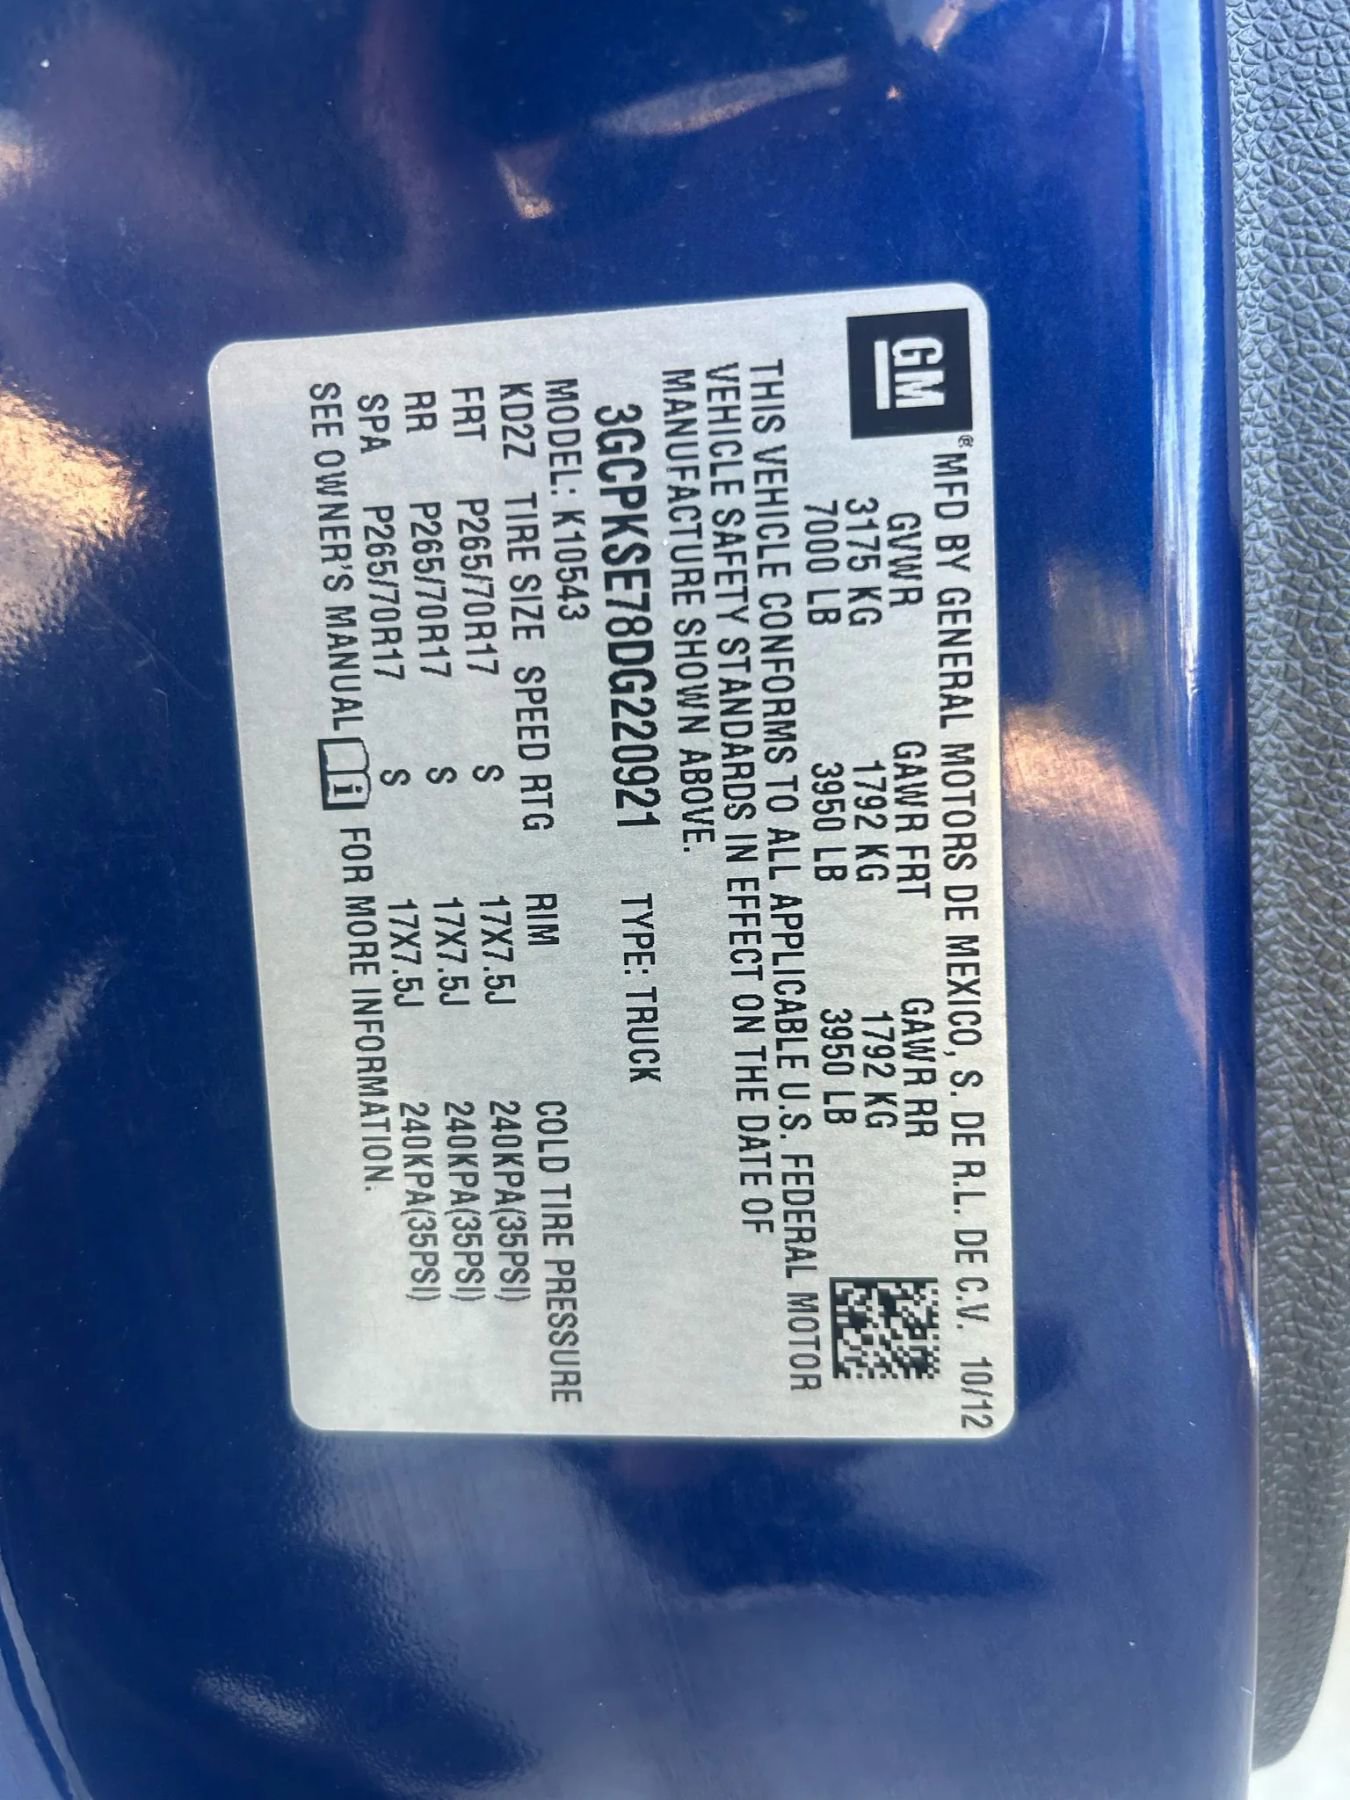 GM ® MFD BY GENERAL MOTORS DE MEXICO, S. DE R.L. DE C.V. 10/12
GVWR GAWR FRT GAWR RR
3175 KG 1792 KG 1792 KG
7000 LB 3950 LB 3950 LB
THIS VEHICLE CONFORMS TO ALL APPLICABLE U.S. FEDERAL MOTOR
VEHICLE SAFETY STANDARDS IN EFFECT ON THE DATE OF
MANUFACTURE SHOWN ABOVE.
3GCPKSE78DG220921 TYPE: TRUCK
MODEL: K10543
KD2Z TIRE SIZE SPEED RTG RIM COLD TIRE PRESSURE
FRT P265/70R17 S 17X7.5J 240KPA(35PSI)
RR P265/70R17 S 17X7.5J 240KPA(35PSI)
SPA P265/70R17 S 17X7.5J 240KPA(35PSI)
SEE OWNER'S MANUAL i FOR MORE INFORMATION.